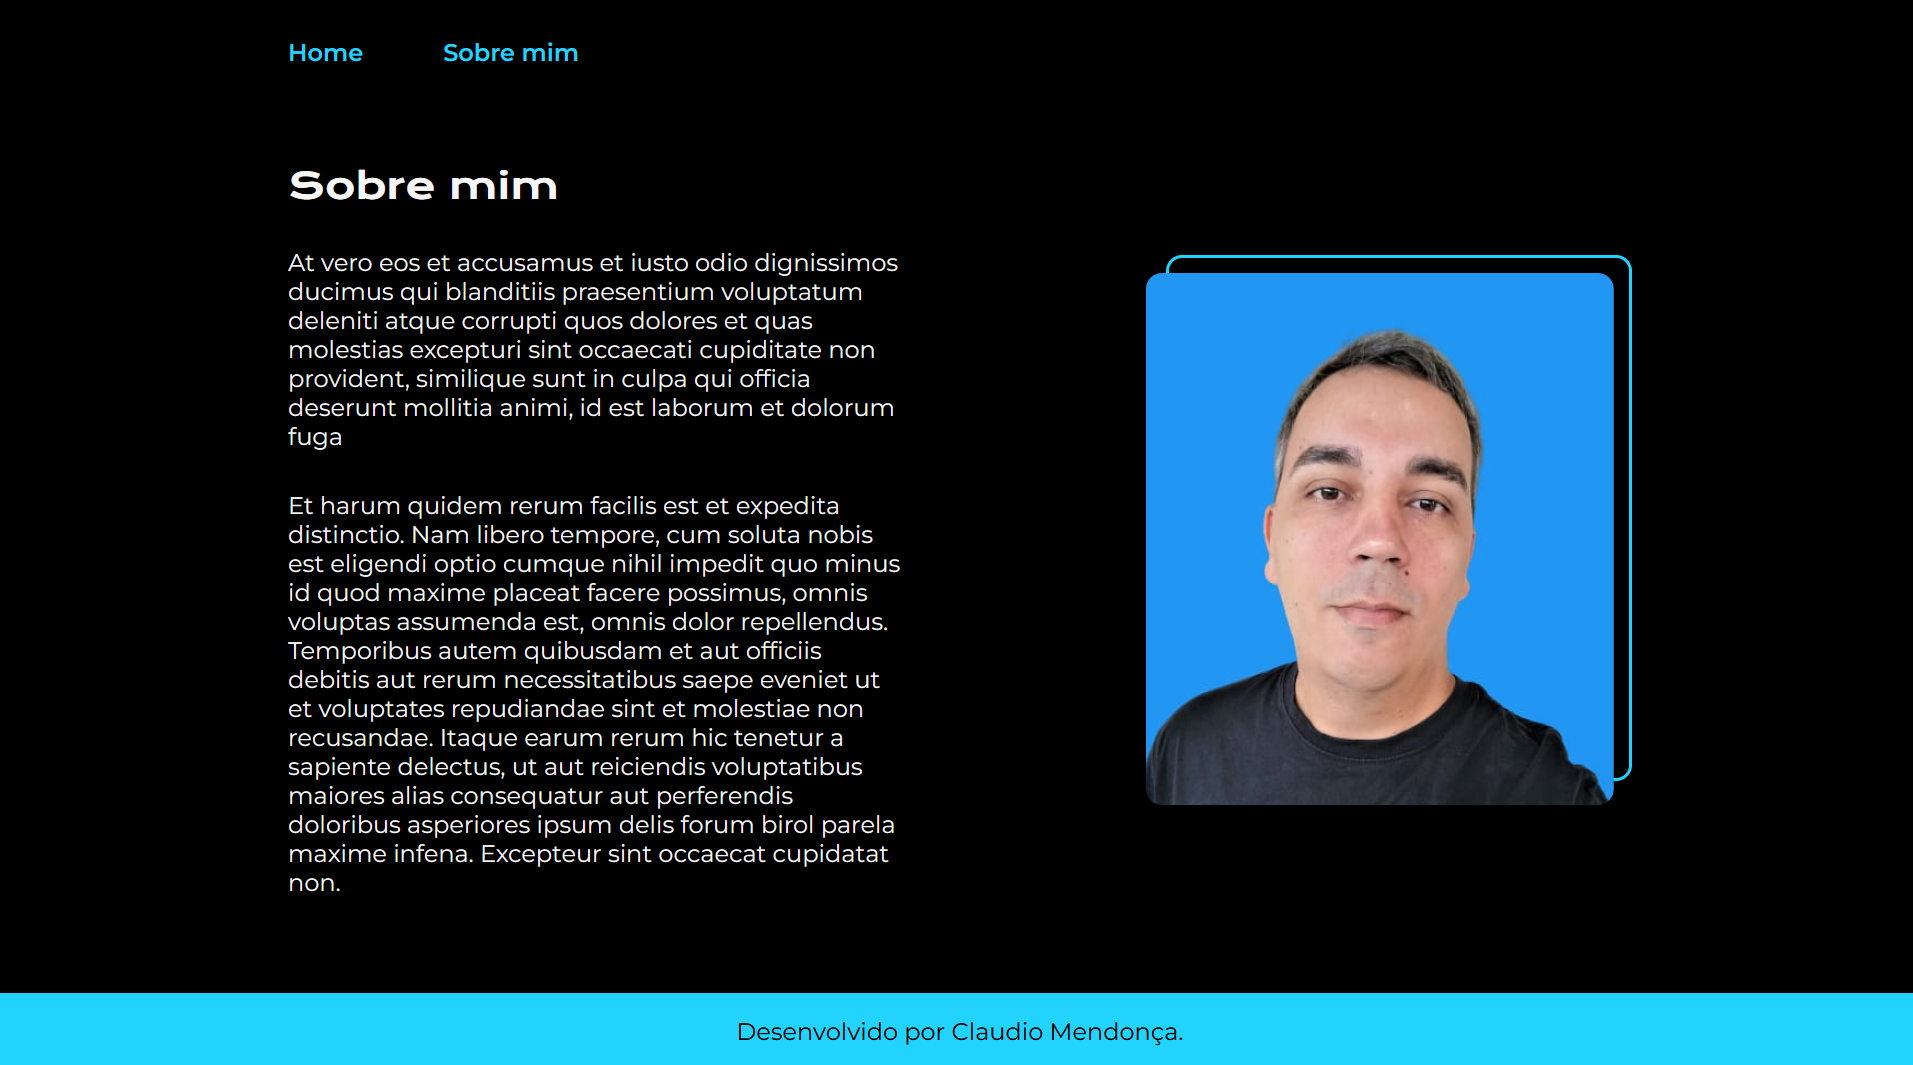 Home Sobre mim
Sobre mim
At vero eos et accusamus et iusto odio dignissimos
ducimus qui blanditiis praesentium voluptatum
deleniti atque corrupti quos dolores et quas
molestias excepturi sint occaecati cupiditate non
provident, similique sunt in culpa qui officia
deserunt mollitia animi, id est laborum et dolorum
fuga
Et harum quidem rerum facilis est et expedita
distinctio. Nam libero tempore, cum soluta nobis
est eligendi optio cumque nihil impedit quo minus
id quod maxime placeat facere possimus, omnis
voluptas assumenda est, omnis dolor repellendus.
Temporibus autem quibusdam et aut officiis
debitis aut rerum necessitatibus saepe eveniet ut
et voluptates repudiandae sint et molestiae non
recusandae. Itaque earum rerum hic tenetur a
sapiente delectus, ut aut reiciendis voluptatibus
maiores alias consequatur aut perferendis
doloribus asperiores ipsum delis forum birol parela
maxime infena. Excepteur sint occaecat cupidatat
non.
Desenvolvido por Claudio Mendonça.